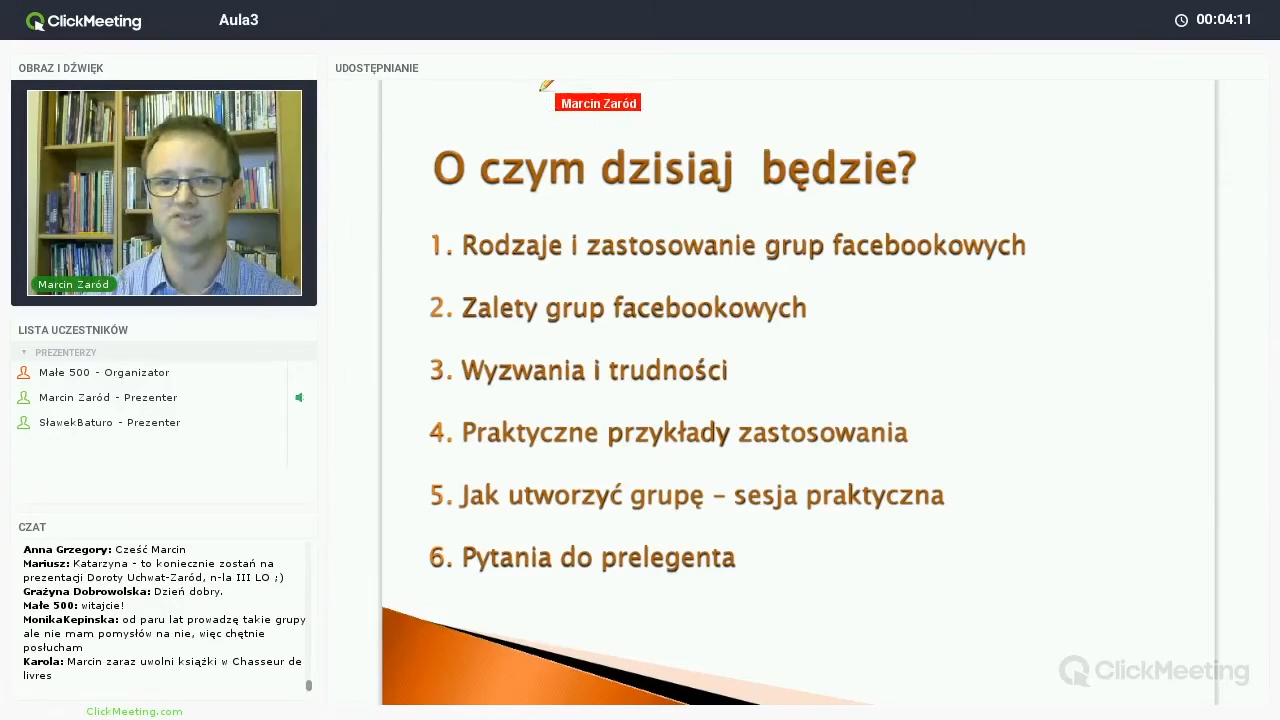 ClickMeeting
Aula3
00:04:11
OBRAZ I DŹWIĘK
UDOSTĘPNIANIE
Marcin Zaród
Marcin Zaród
O czym dzisiaj będzie?
1. Rodzaje i zastosowanie grup facebookowych
2. Zalety grup facebookowych
3. Wyzwania i trudności
4. Praktyczne przykłady zastosowania
5. Jak utworzyć grupę – sesja praktyczna
6. Pytania do prelegenta
LISTA UCZESTNIKÓW
PREZENTERZY
Małe 500 - Organizator
Marcin Zaród - Prezenter
SławekBaturo - Prezenter
CZAT
Anna Grzegory: Cześć Marcin
Mariusz: Katarzyna - to koniecznie zostań na
prezentacji Doroty Uchwat-Zaród, n-la III LO ;)
Grażyna Dobrowolska: Dzień dobry.
Małe 500: witajcie!
MonikaKepinska: od paru lat prowadzę takie grupy
ale nie mam pomysłów na nie, więc chętnie
posłucham
Karola: Marcin zaraz uwolni książki w Chasseur de
livres
ClickMeeting.com
ClickMeeting